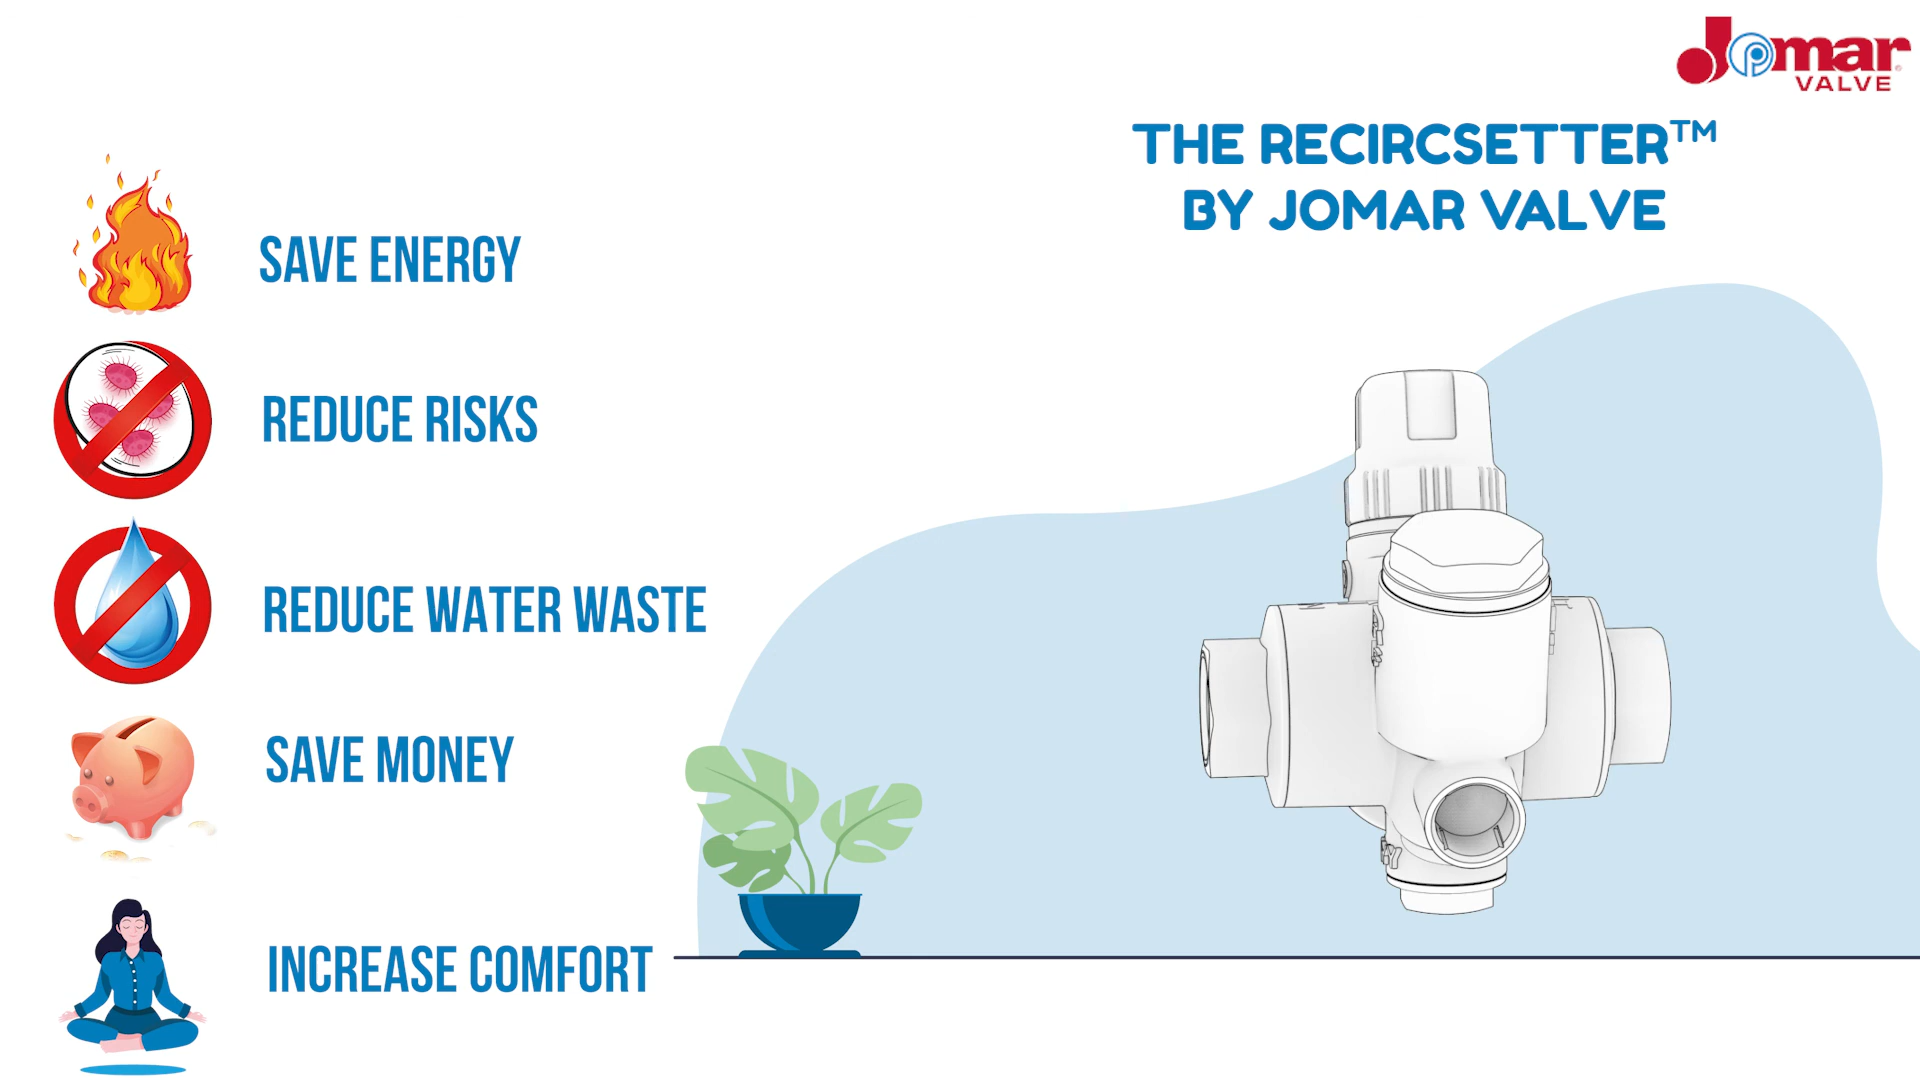 Jomar
VALVE
THE RECIRCSETTER™
BY JOMAR VALVE
SAVE ENERGY
REDUCE RISKS
REDUCE WATER WASTE
SAVE MONEY
INCREASE COMFORT